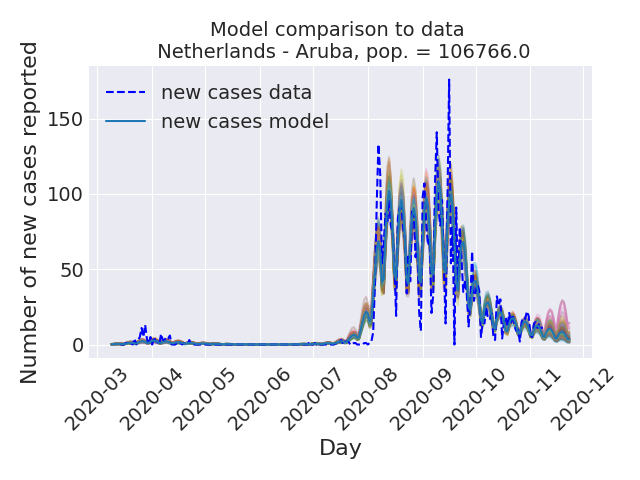 Model comparison to data
Netherlands - Aruba, pop. = 106766.0
Number of new cases reported
new cases data
new cases model
150
100
50
0
2020-03
2020-04
2020-05
2020-06
2020-07
2020-08
2020-09
2020-10
2020-11
2020-12
Day